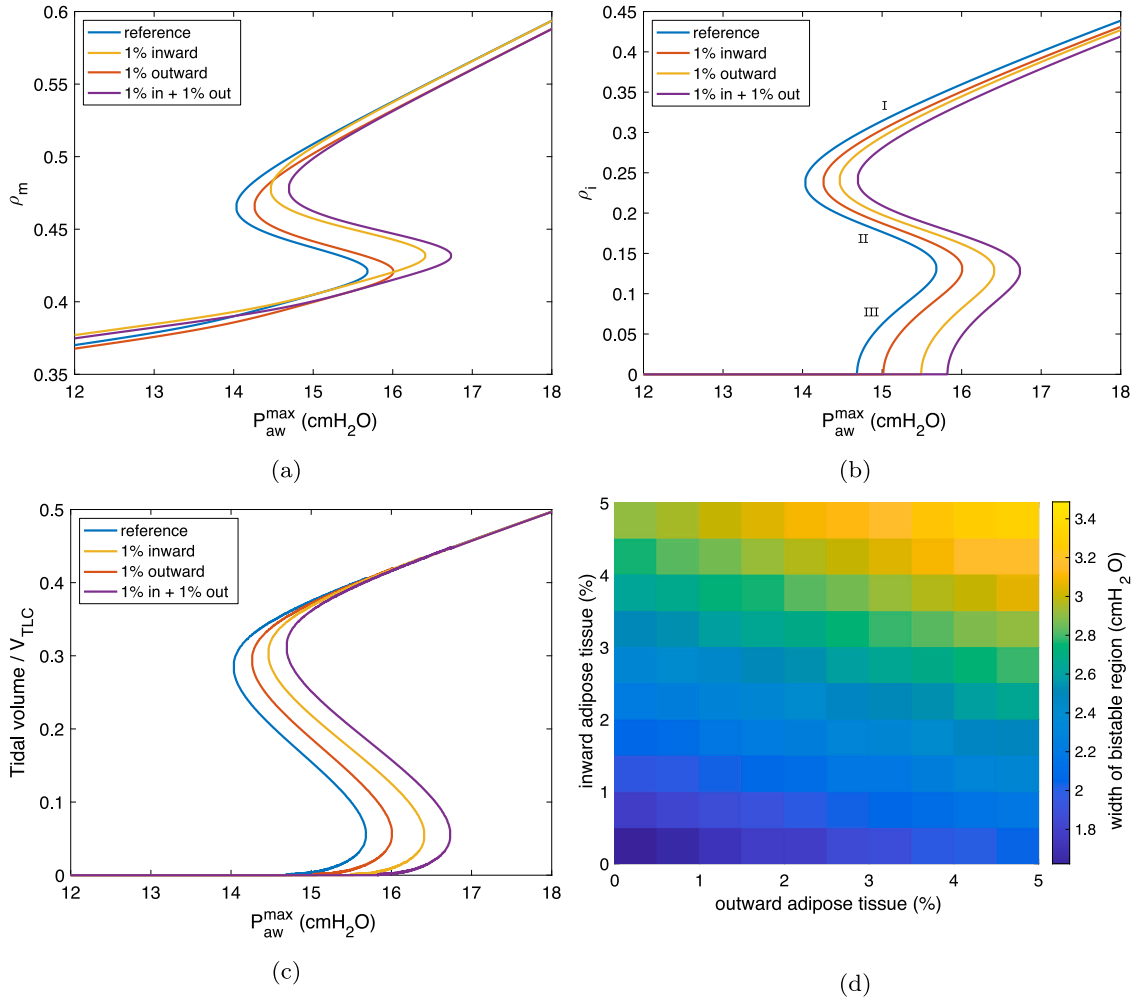 0.6
0.55
0.5
0.45
0.4
0.35
ρm
reference
1% inward
1% outward
1% in + 1% out
12 13 14 15 16 17 18
P_aw^max (cmH2O)
(a)
0.45
0.4
0.35
0.3
0.25
0.2
0.15
0.1
0.05
0
ρi
reference
1% inward
1% outward
1% in + 1% out
I
II
III
12 13 14 15 16 17 18
P_aw^max (cmH2O)
(b)
0.5
0.4
0.3
0.2
0.1
0
Tidal volume / V_TLC
reference
1% inward
1% outward
1% in + 1% out
12 13 14 15 16 17 18
P_aw^max (cmH2O)
(c)
5
4
3
2
1
0
inward adipose tissue (%)
0 1 2 3 4 5
outward adipose tissue (%)
3.4
3.2
3
2.8
2.6
2.4
2.2
2
1.8
width of bistable region (cmH2O)
(d)